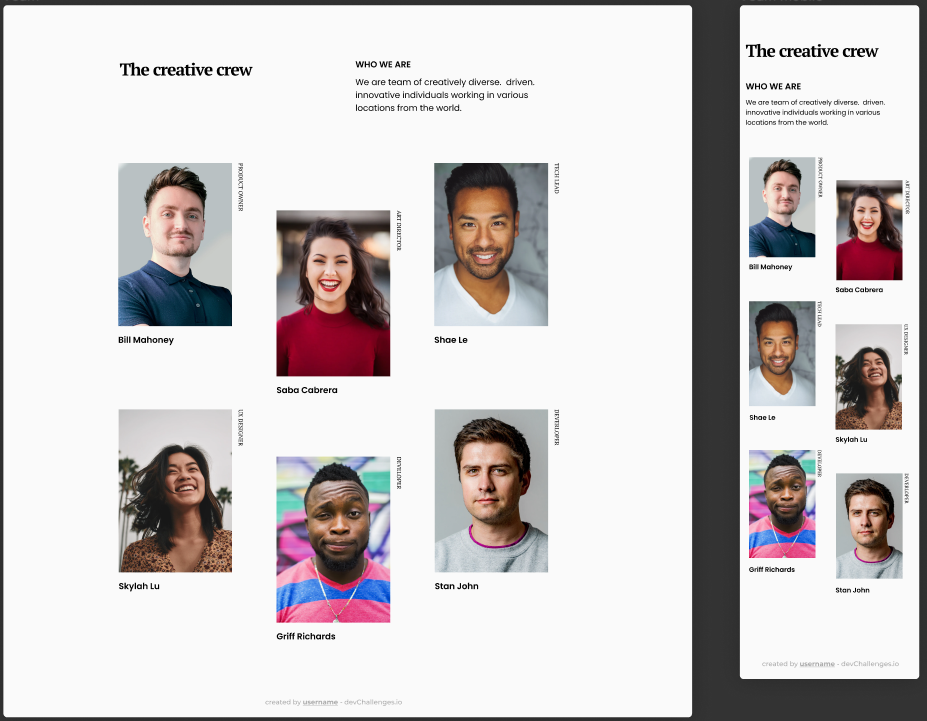 The creative crew
WHO WE ARE
We are team of creatively diverse. driven.
innovative individuals working in various
locations from the world.
PRODUCT OWNER
Bill Mahoney
ART DIRECTOR
Saba Cabrera
TECH LEAD
Shae Le
UX DESIGNER
Skylah Lu
DEVELOPER
Griff Richards
DEVERLOPER
Stan John
created by username - devChallenges.io
The creative crew
WHO WE ARE
We are team of creatively diverse. driven.
innovative individuals working in various
locations from the world.
PRODUCT OWNER
Bill Mahoney
ART DIRECTOR
Saba Cabrera
TECH LEAD
Shae Le
UX DESIGNER
Skylah Lu
DEVELOPER
Griff Richards
DEVERLOPER
Stan John
created by username - devChallenges.io